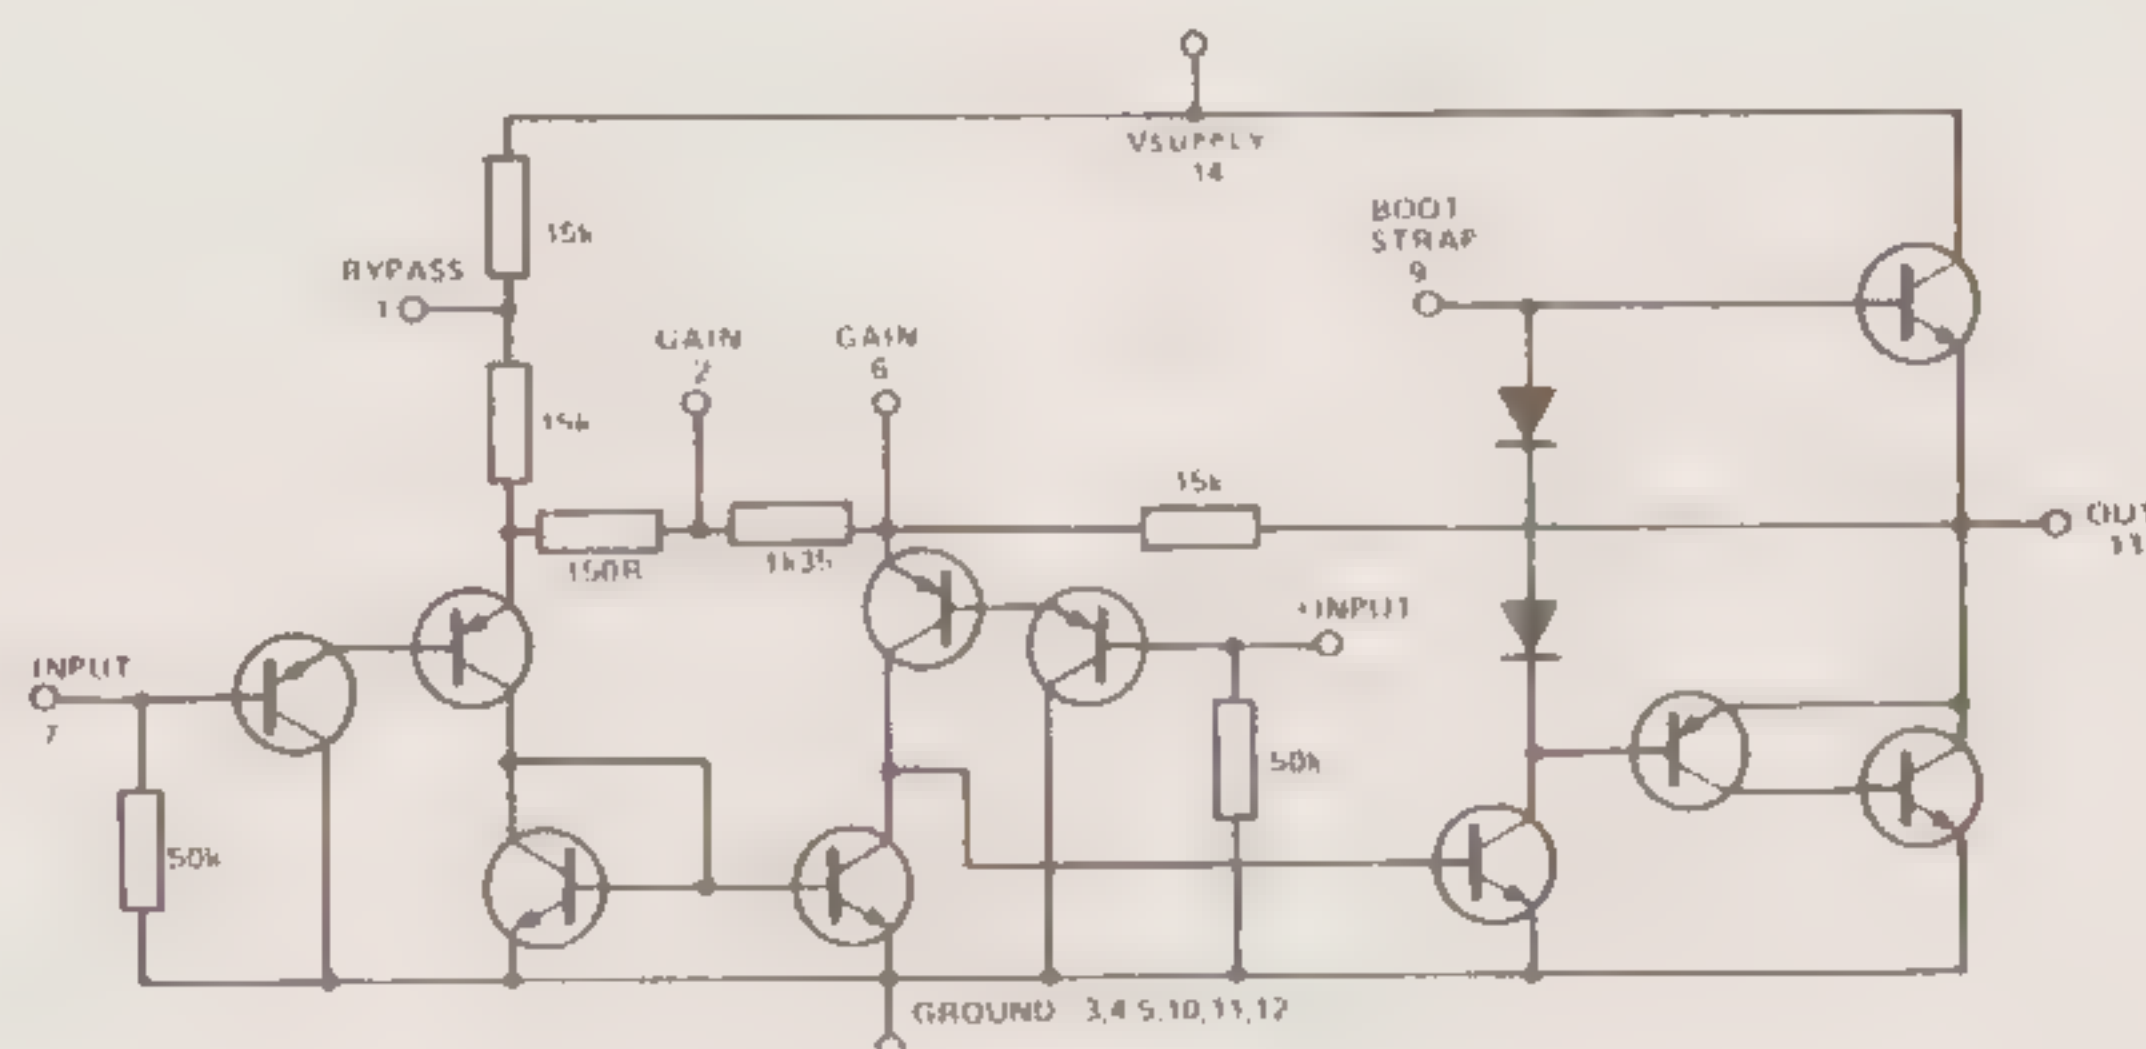 VSUPPLY
14
BOOT
STRAP
9
15k
BYPASS
1
GAIN
2
GAIN
6
15k
15k
150R
1k35
+INPUT
INPUT
7
50k
50k
GROUND 3,4 5,10,11,12